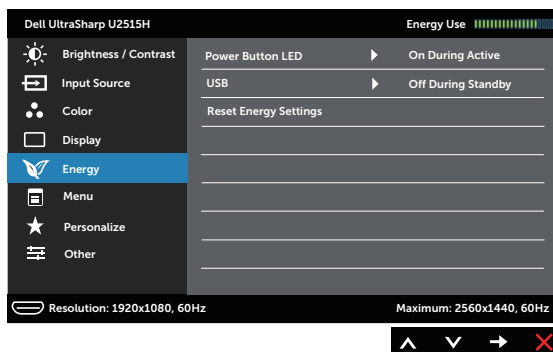 Dell UltraSharp U2515H
Energy Use
Brightness / Contrast
Input Source
Color
Display
Energy
Menu
Personalize
Other
Power Button LED
On During Active
USB
Off During Standby
Reset Energy Settings
Resolution: 1920x1080, 60Hz
Maximum: 2560x1440, 60Hz